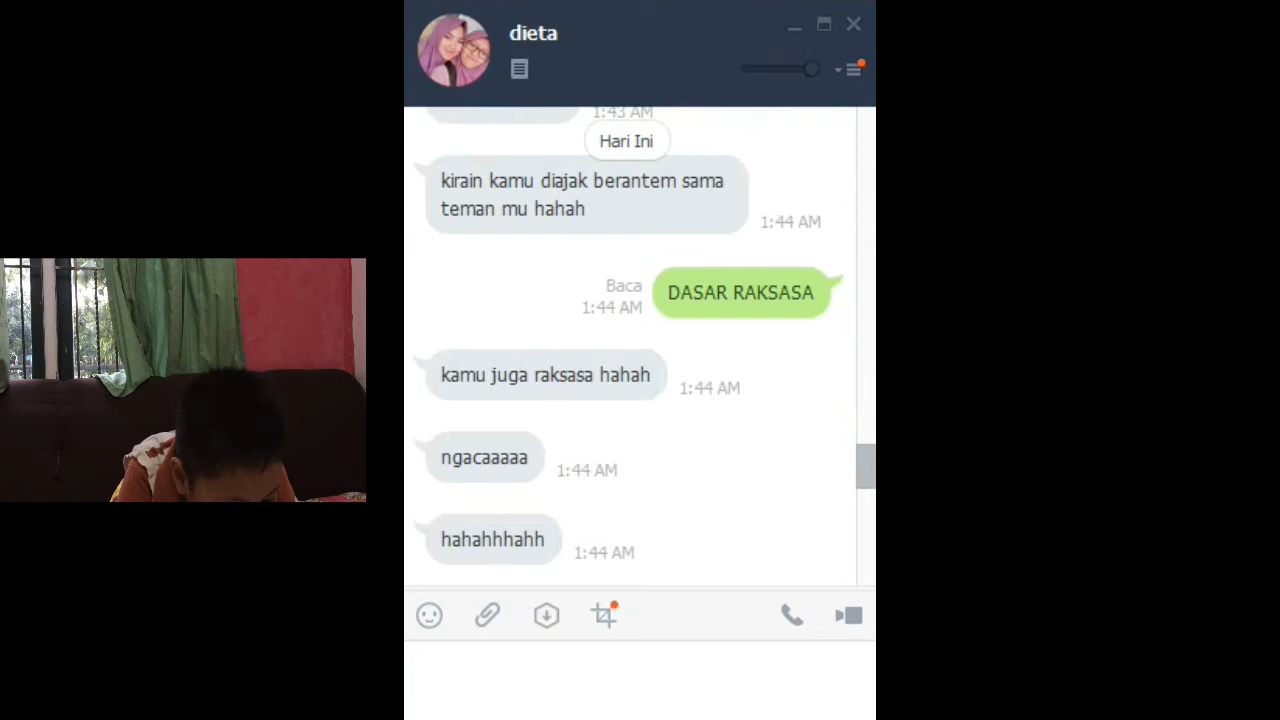 dieta
1:43 AM
Hari Ini
kirain kamu diajak berantem sama
teman mu hahah
1:44 AM
Baca
1:44 AM
DASAR RAKSASA
kamu juga raksasa hahah
1:44 AM
ngacaaaaa
1:44 AM
hahahhhahh
1:44 AM